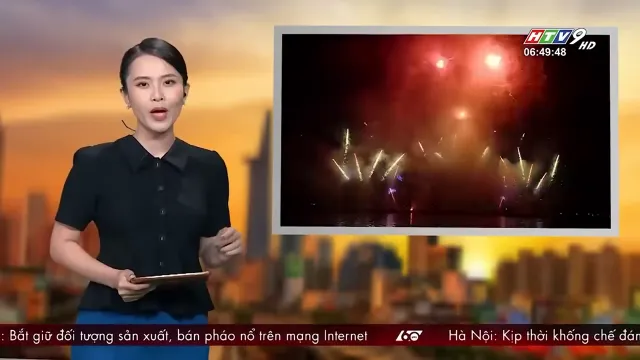 HTV9 HD
06:49:48
: Bắt giữ đối tượng sản xuất, bán pháo nổ trên mạng Internet
60
Hà Nội: Kịp thời khống chế đám